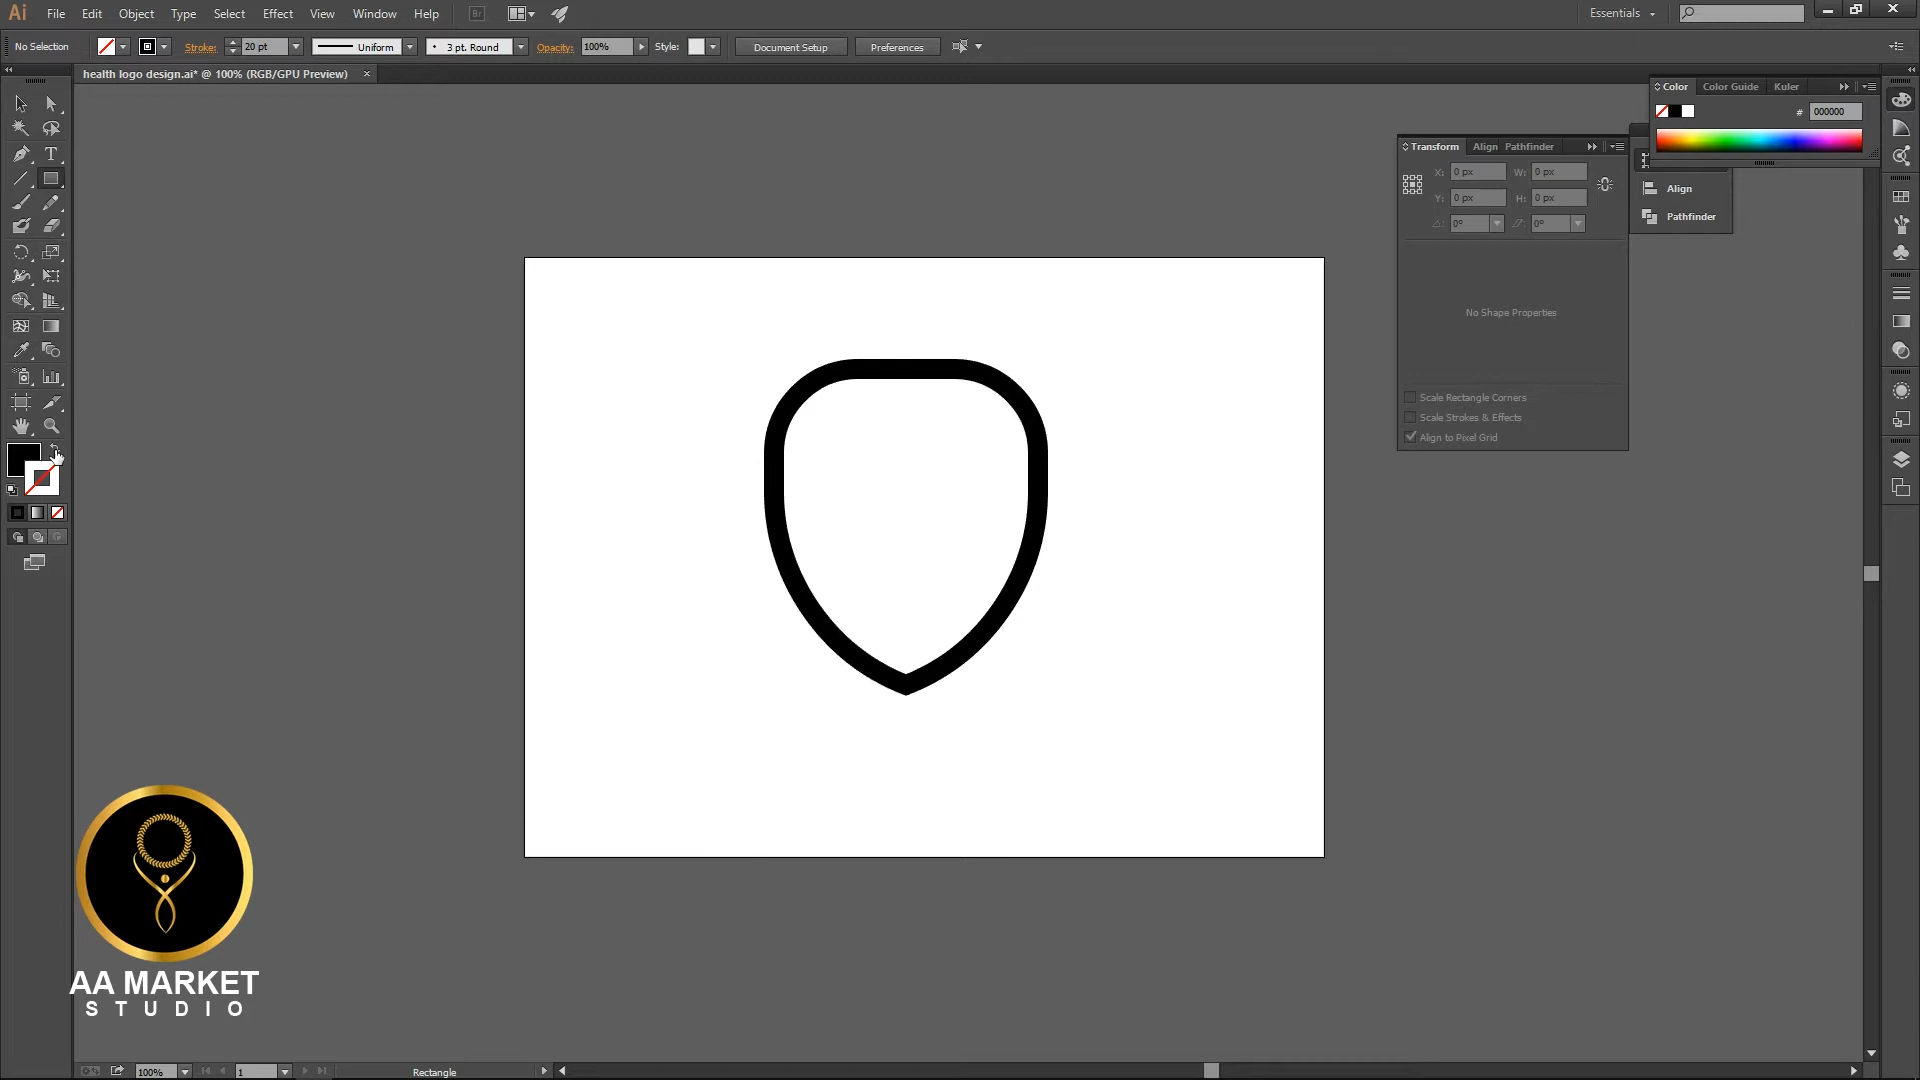 Ai File Edit Object Type Select Effect View Window Help Br Essentials
No Selection Stroke: 20 pt Uniform 3 pt. Round Opacity: 100% Style: Document Setup Preferences
health logo design.ai* @ 100% (RGB/GPU Preview) ×
Color Color Guide Kuler
# 000000
Transform Align Pathfinder
X: 0 px W: 0 px
Y: 0 px H: 0 px
0° 0°
Align
Pathfinder
No Shape Properties
Scale Rectangle Corners
Scale Strokes & Effects
Align to Pixel Grid
T
AA MARKET
STUDIO
100% 1 Rectangle